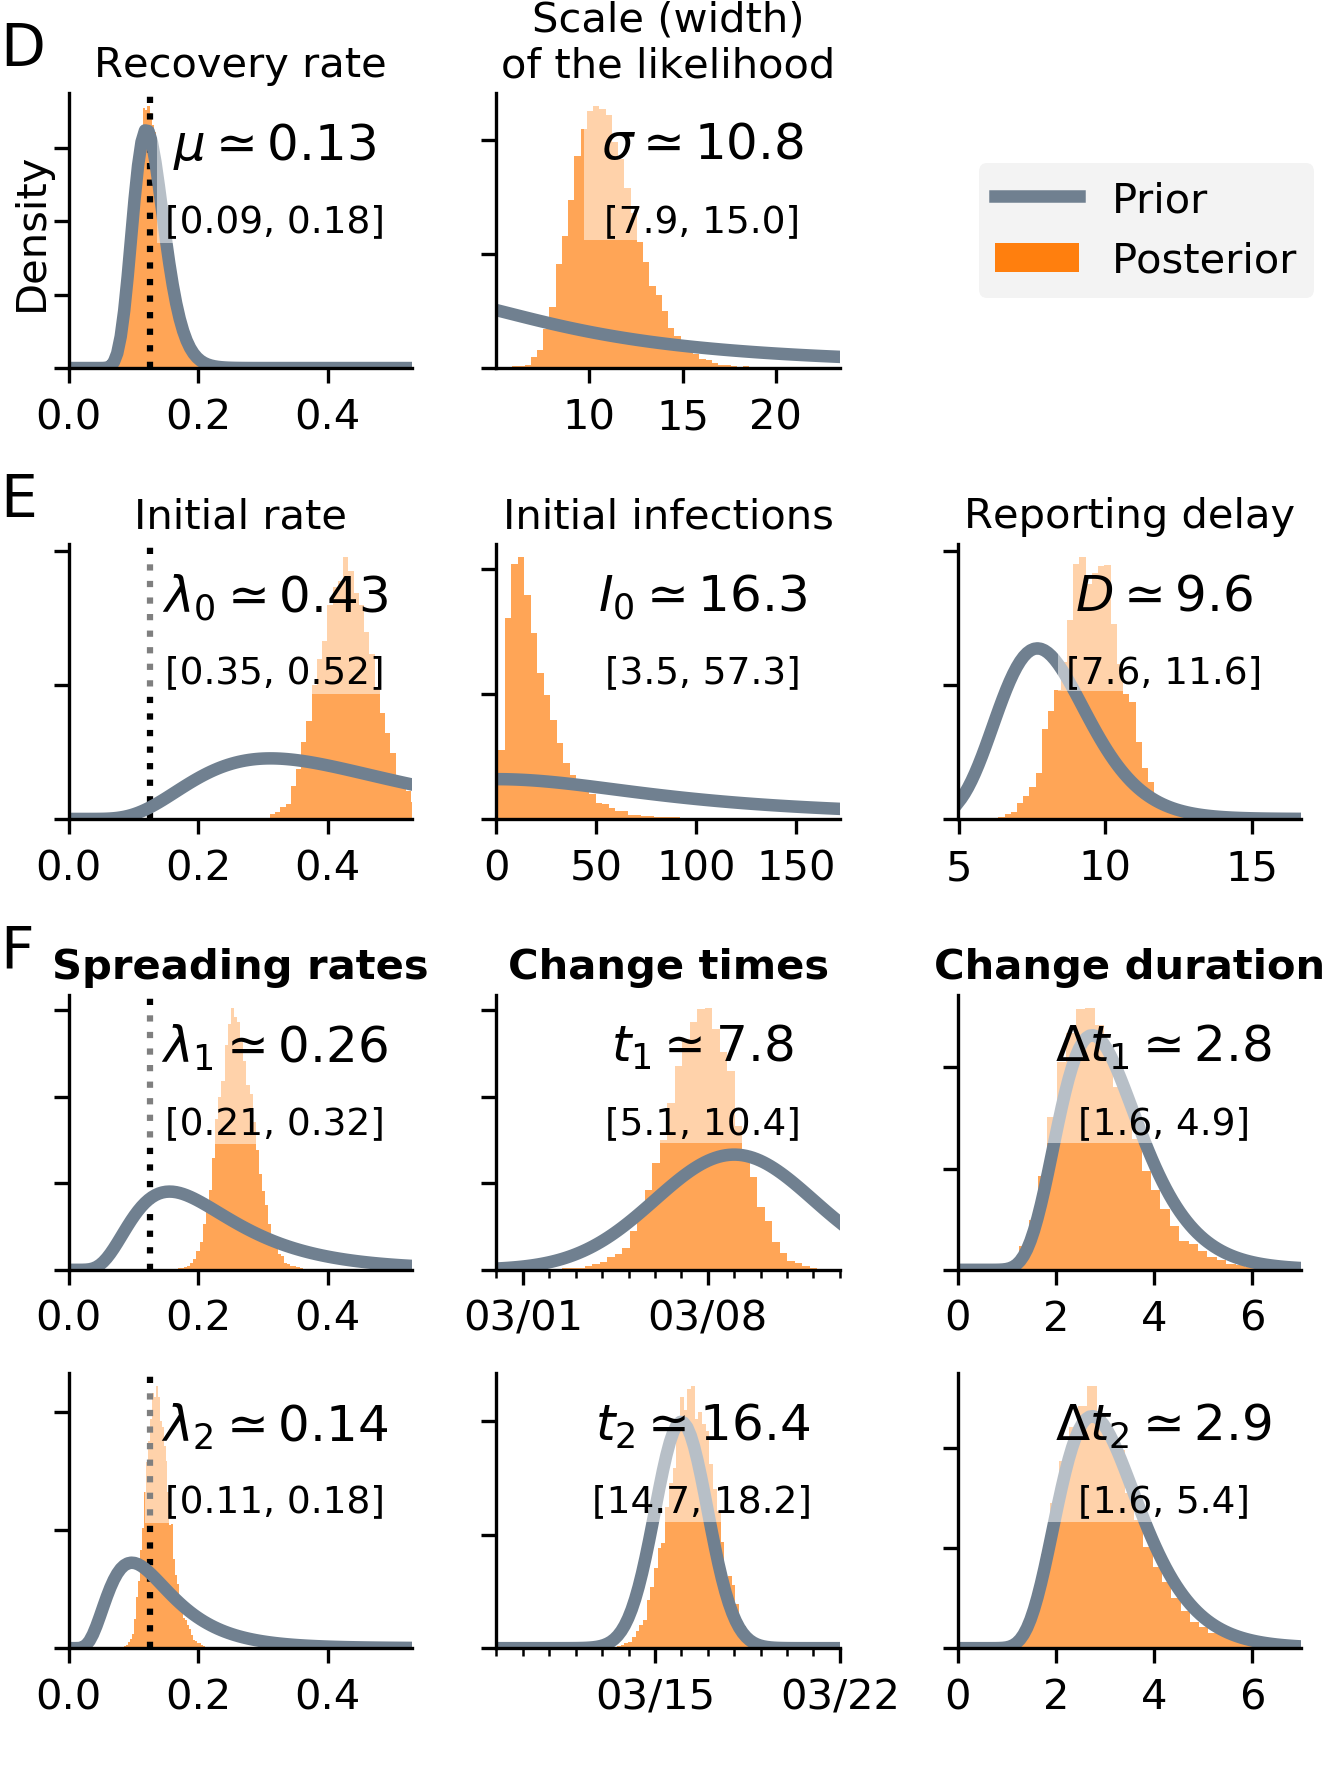 D
Recovery rate
Scale (width)
of the likelihood
Density
μ ≃ 0.13
[0.09, 0.18]
σ ≃ 10.8
[7.9, 15.0]
Prior
Posterior
0.0 0.2 0.4
10 15 20
E
Initial rate
Initial infections
Reporting delay
λ0 ≃ 0.43
[0.35, 0.52]
I0 ≃ 16.3
[3.5, 57.3]
D ≃ 9.6
[7.6, 11.6]
0.0 0.2 0.4
0 50 100 150
5 10 15
F
Spreading rates
Change times
Change duration
λ1 ≃ 0.26
[0.21, 0.32]
t1 ≃ 7.8
[5.1, 10.4]
Δt1 ≃ 2.8
[1.6, 4.9]
0.0 0.2 0.4
03/01 03/08
0 2 4 6
λ2 ≃ 0.14
[0.11, 0.18]
t2 ≃ 16.4
[14.7, 18.2]
Δt2 ≃ 2.9
[1.6, 5.4]
0.0 0.2 0.4
03/15 03/22
0 2 4 6